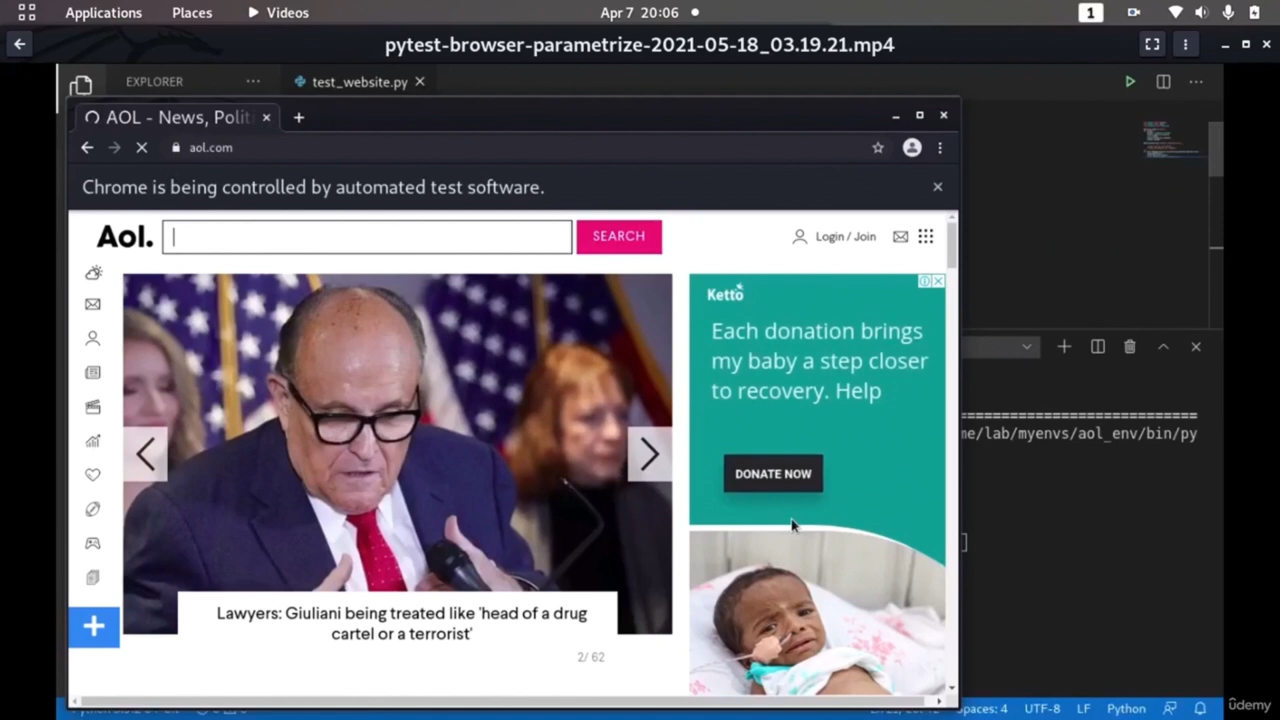 Applications Places Videos Apr 7 20:06 1
pytest-browser-parametrize-2021-05-18_03.19.21.mp4
EXPLORER test_website.py
AOL - News, Polit
aol.com
Chrome is being controlled by automated test software.
Aol. SEARCH Login / Join
Ketto
Each donation brings
my baby a step closer
to recovery. Help
DONATE NOW
============================
me/lab/myenvs/aol_env/bin/py
]
Lawyers: Giuliani being treated like 'head of a drug
cartel or a terrorist'
2/ 62
Spaces: 4 UTF-8 LF Python
ûdemy